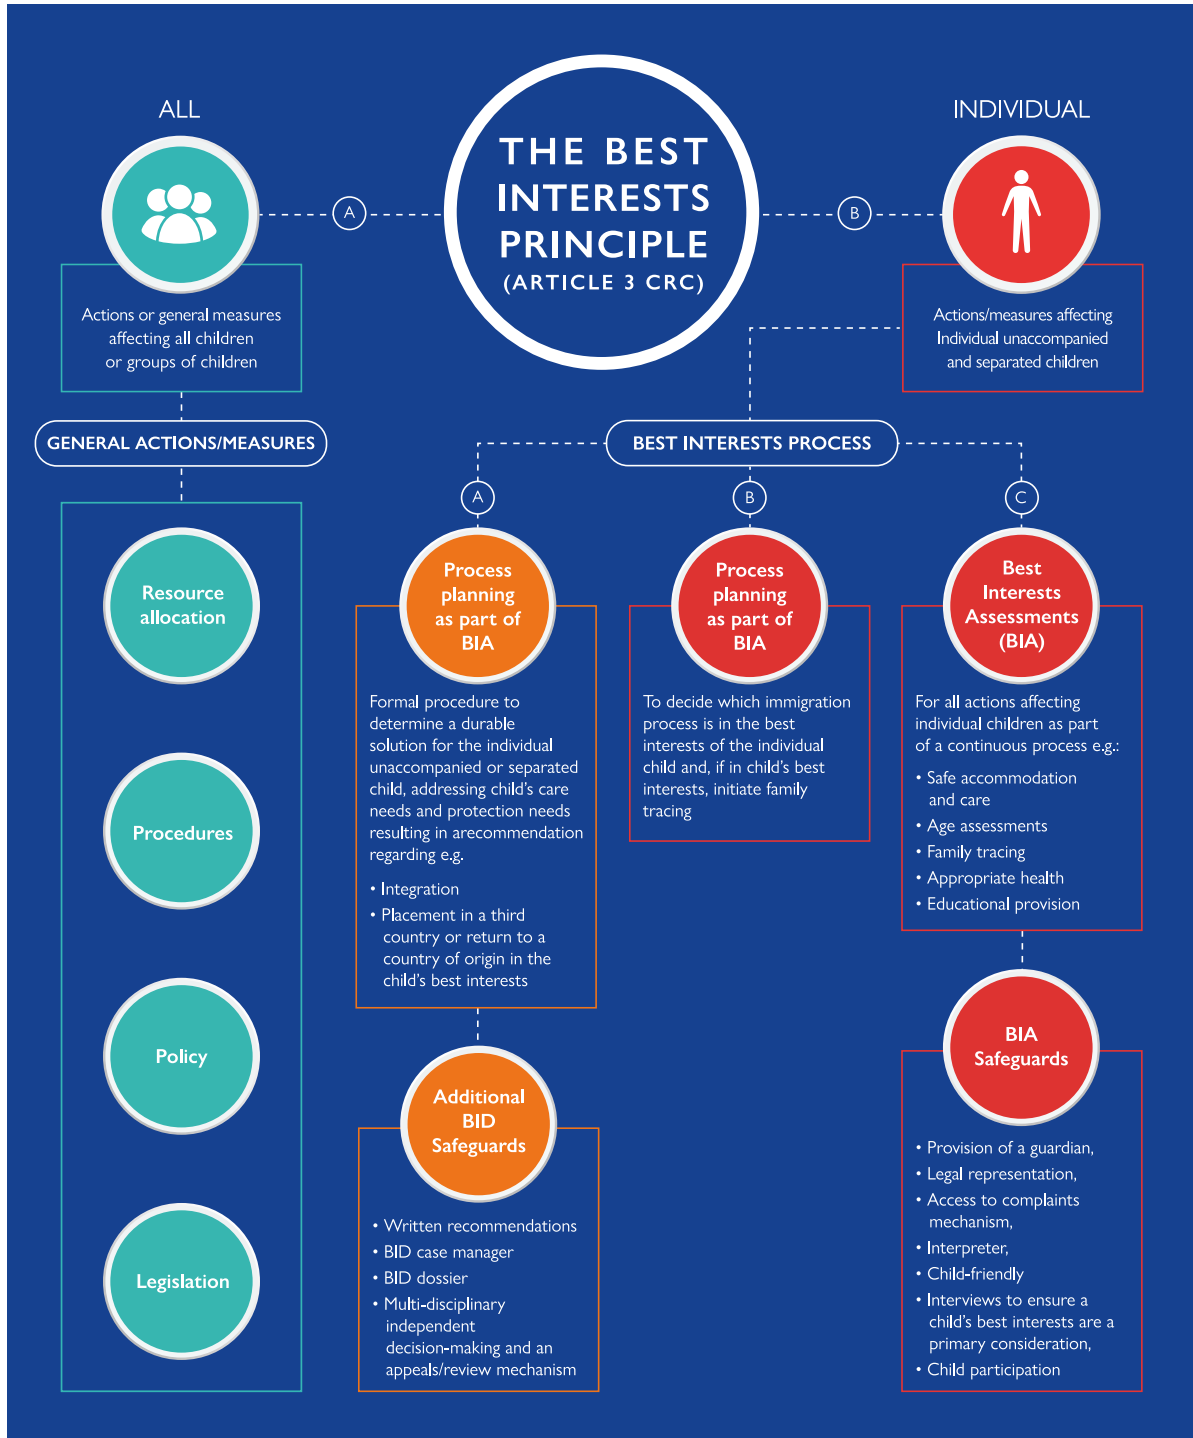 ALL
A
THE BEST
INTERESTS
PRINCIPLE
(ARTICLE 3 CRC)
B
INDIVIDUAL
Actions or general measures
affecting all children
or groups of children
Actions/measures affecting
Individual unaccompanied
and separated children
GENERAL ACTIONS/MEASURES
Resource
allocation
Procedures
Policy
Legislation
BEST INTERESTS PROCESS
A
Process
planning
as part of
BIA
Formal procedure to
determine a durable
solution for the individual
unaccompanied or separated
child, addressing child's care
needs and protection needs
resulting in arecommendation
regarding e.g.
• Integration
• Placement in a third
country or return to a
country of origin in the
child's best interests
Additional
BID
Safeguards
• Written recommendations
• BID case manager
• BID dossier
• Multi-disciplinary
independent
decision-making and an
appeals/review mechanism
B
Process
planning
as part of
BIA
To decide which immigration
process is in the best
interests of the individual
child and, if in child's best
interests, initiate family
tracing
C
Best
Interests
Assessments
(BIA)
For all actions affecting
individual children as part
of a continuous process e.g.:
• Safe accommodation
and care
• Age assessments
• Family tracing
• Appropriate health
• Educational provision
BIA
Safeguards
• Provision of a guardian,
• Legal representation,
• Access to complaints
mechanism,
• Interpreter,
• Child-friendly
• Interviews to ensure a
child's best interests are a
primary consideration,
• Child participation